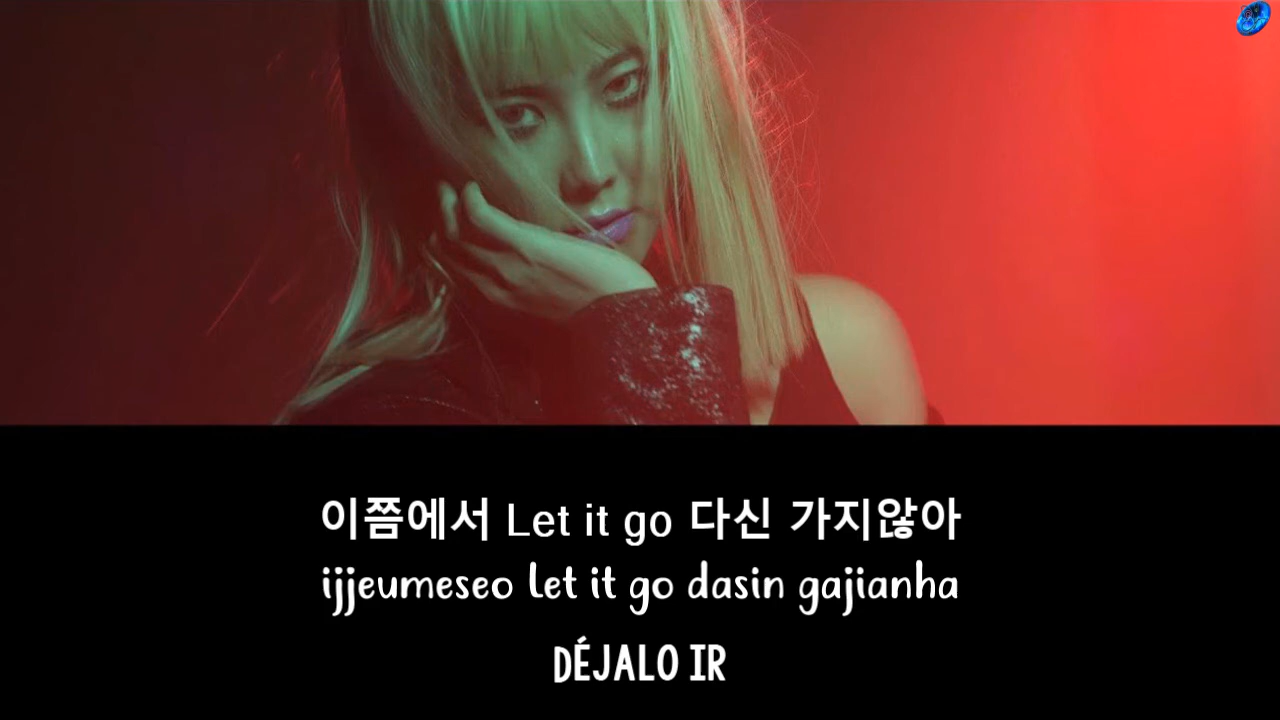 이쯤에서 Let it go 다신 가지않아
ijjeumeseo let it go dasin gajianha
DÉJALO IR